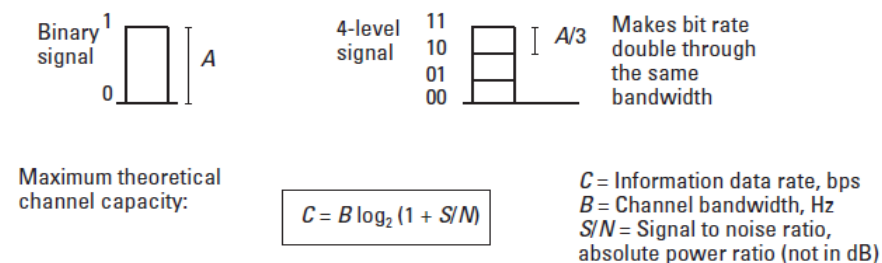 Binary 1
signal
0
A
4-level
signal
11
10
01
00
A/3
Makes bit rate
double through
the same
bandwidth
Maximum theoretical
channel capacity:
C = B log₂ (1 + S/N)
C = Information data rate, bps
B = Channel bandwidth, Hz
S/N = Signal to noise ratio,
absolute power ratio (not in dB)